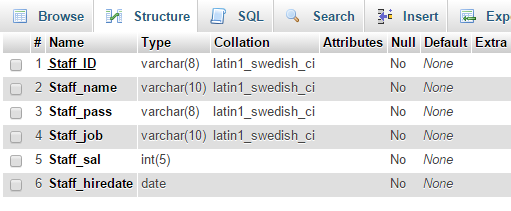 Browse Structure SQL Search Insert Expo
# Name Type Collation Attributes Null Default Extra
1 Staff_ID varchar(8) latin1_swedish_ci No None
2 Staff_name varchar(10) latin1_swedish_ci No None
3 Staff_pass varchar(8) latin1_swedish_ci No None
4 Staff_job varchar(10) latin1_swedish_ci No None
5 Staff_sal int(5) No None
6 Staff_hiredate date No None